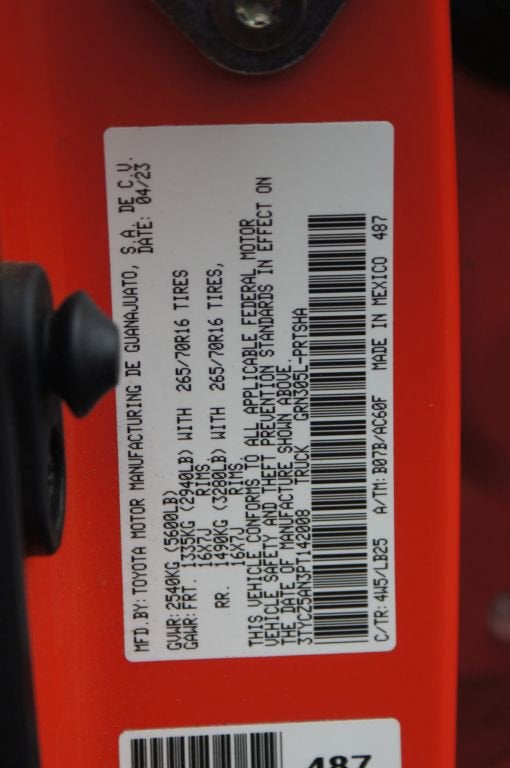 MFD.BY:TOYOTA MOTOR MANUFACTURING DE GUANAJUATO, S.A. DE C.V.
DATE: 04/23
GVWR:2540KG (5600LB)
GAWR:FRT. 1335KG (2940LB) WITH 265/70R16 TIRES
16X7J RIMS
RR. 1490KG (3280LB) WITH 265/70R16 TIRES,
16X7J RIMS
THIS VEHICLE CONFORMS TO ALL APPLICABLE FEDERAL MOTOR
VEHICLE SAFETY AND THEFT PREVENTION STANDARDS IN EFFECT ON
THE DATE OF MANUFACTURE SHOWN ABOVE.
3TYCZ5AN3PT142008 TRUCK GRN305L-PRTSHA
C/TR: 4W5/LB25 A/TM: B07B/AC60F MADE IN MEXICO 487
487